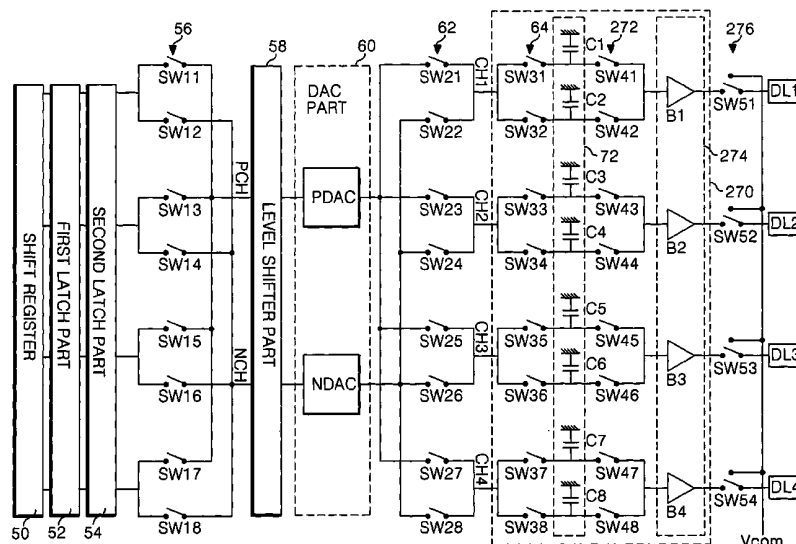 56
58
60
62
64
C1
272
276
SW11
SW21
CH1
SW31
SW41
B1
SW51
DL1
DAC PART
C2
SW12
SW22
SW32
SW42
72
274
270
PCH
PDAC
C3
SW13
SW23
CH2
SW33
SW43
B2
SW52
DL2
C4
SW14
SW24
SW34
SW44
SHIFT REGISTER
FIRST LATCH PART
SECOND LATCH PART
LEVEL SHIFTER PART
C5
SW15
SW25
CH3
SW35
SW45
B3
SW53
DL3
NCH
NDAC
C6
SW16
SW26
SW36
SW46
C7
SW17
SW27
CH4
SW37
SW47
B4
SW54
DL4
C8
SW18
SW28
SW38
SW48
50
52
54
Vcom